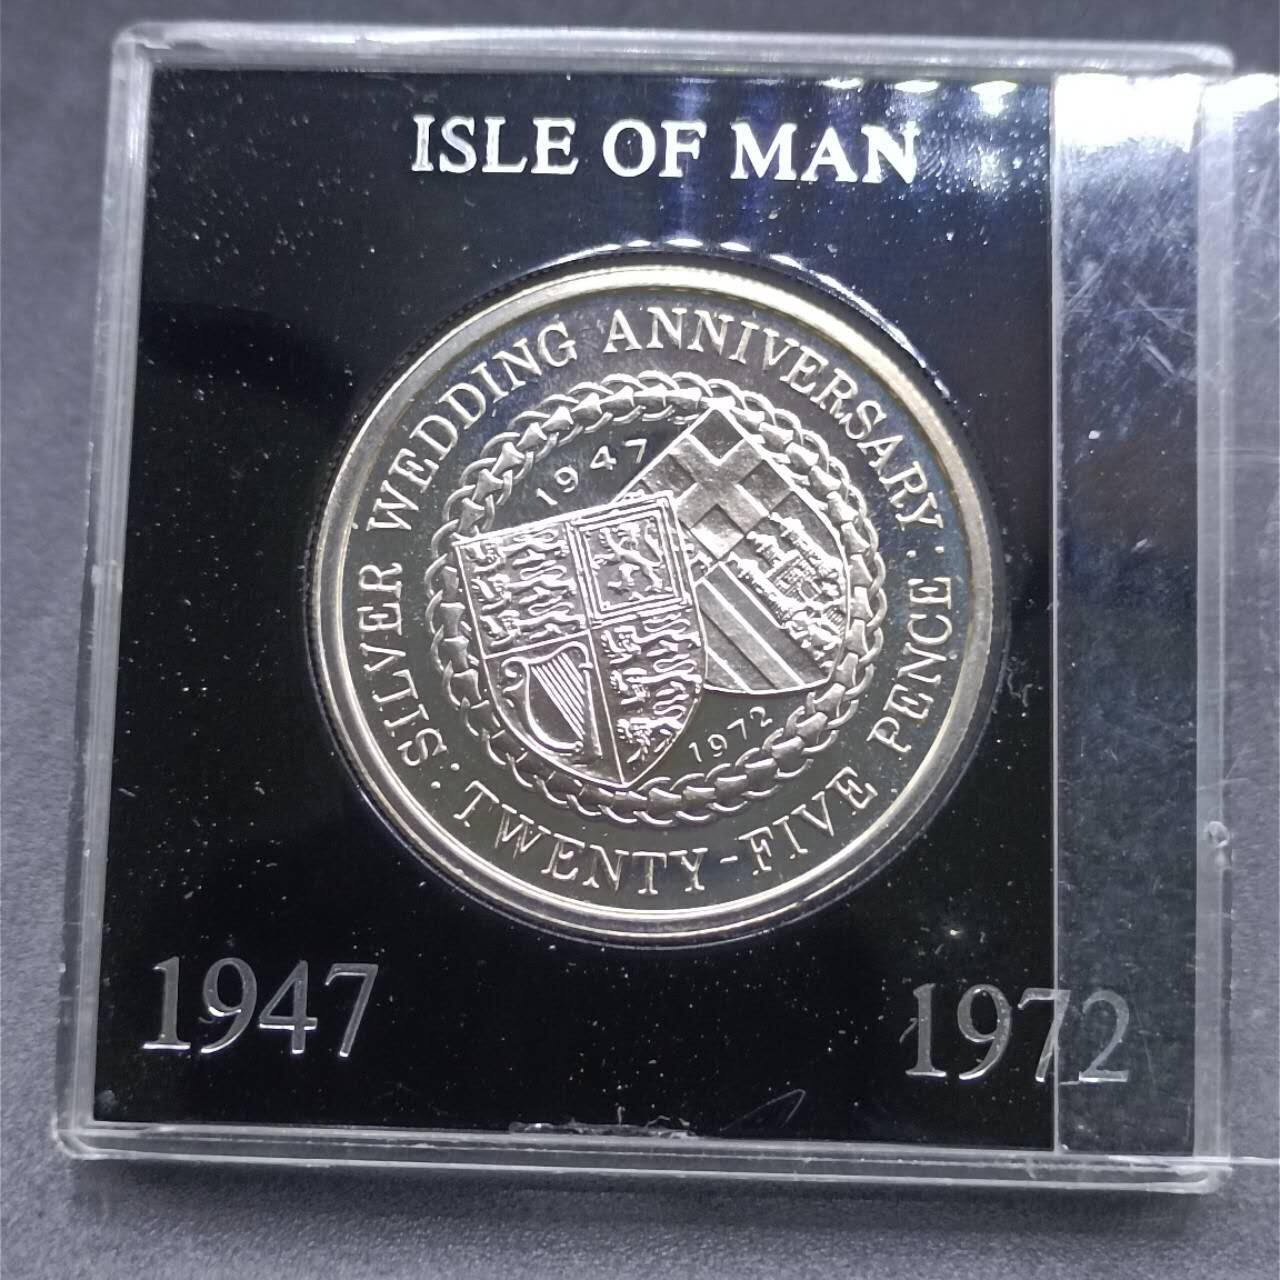 ISLE OF MAN
SILVER WEDDING ANNIVERSARY:
1947
1972
:TWENTY-FIVE PENCE
1947 1972